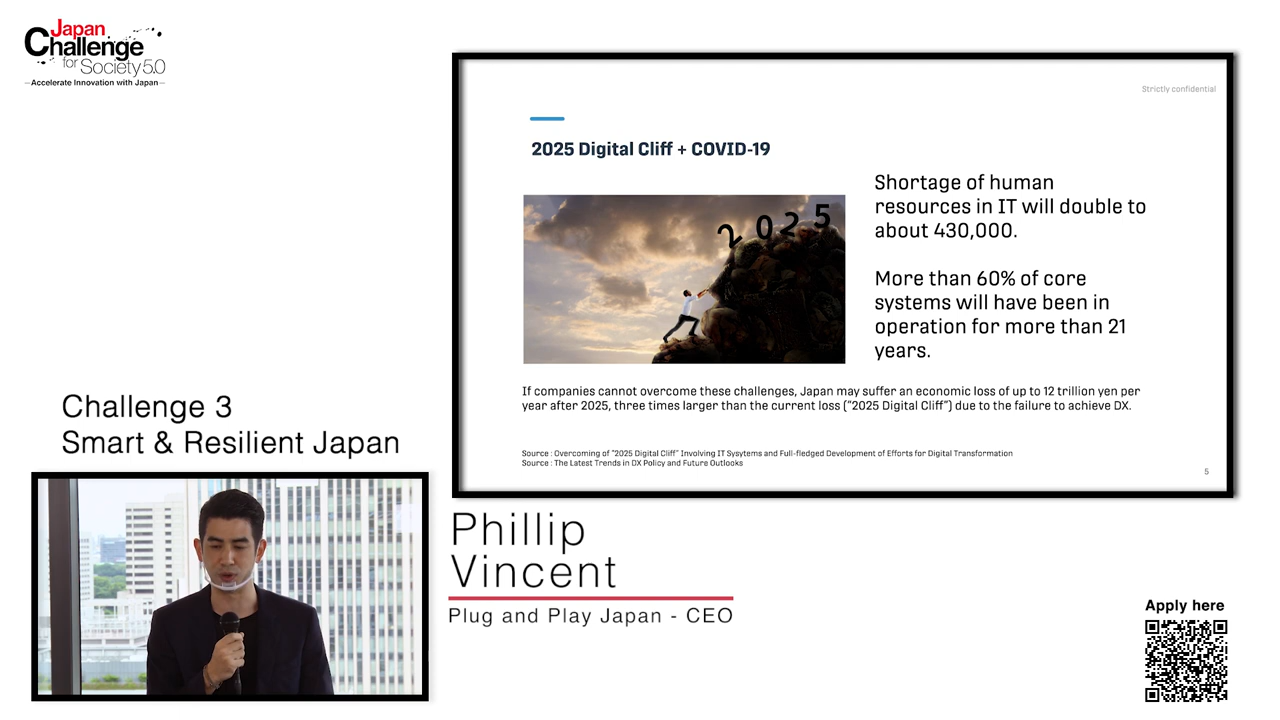 Japan
Challenge
for Society 5.0
Accelerate Innovation with Japan
Strictly confidential
2025 Digital Cliff + COVID-19
2025
Shortage of human
resources in IT will double to
about 430,000.
More than 60% of core
systems will have been in
operation for more than 21
years.
If companies cannot overcome these challenges, Japan may suffer an economic loss of up to 12 trillion yen per
year after 2025, three times larger than the current loss ("2025 Digital Cliff") due to the failure to achieve DX.
Source : Overcoming of "2025 Digital Cliff" Involving IT Sysytems and Full-fledged Development of Efforts for Digital Transformation
Source : The Latest Trends in DX Policy and Future Outlooks
5
Challenge 3
Smart & Resilient Japan
Phillip
Vincent
Plug and Play Japan - CEO
Apply here